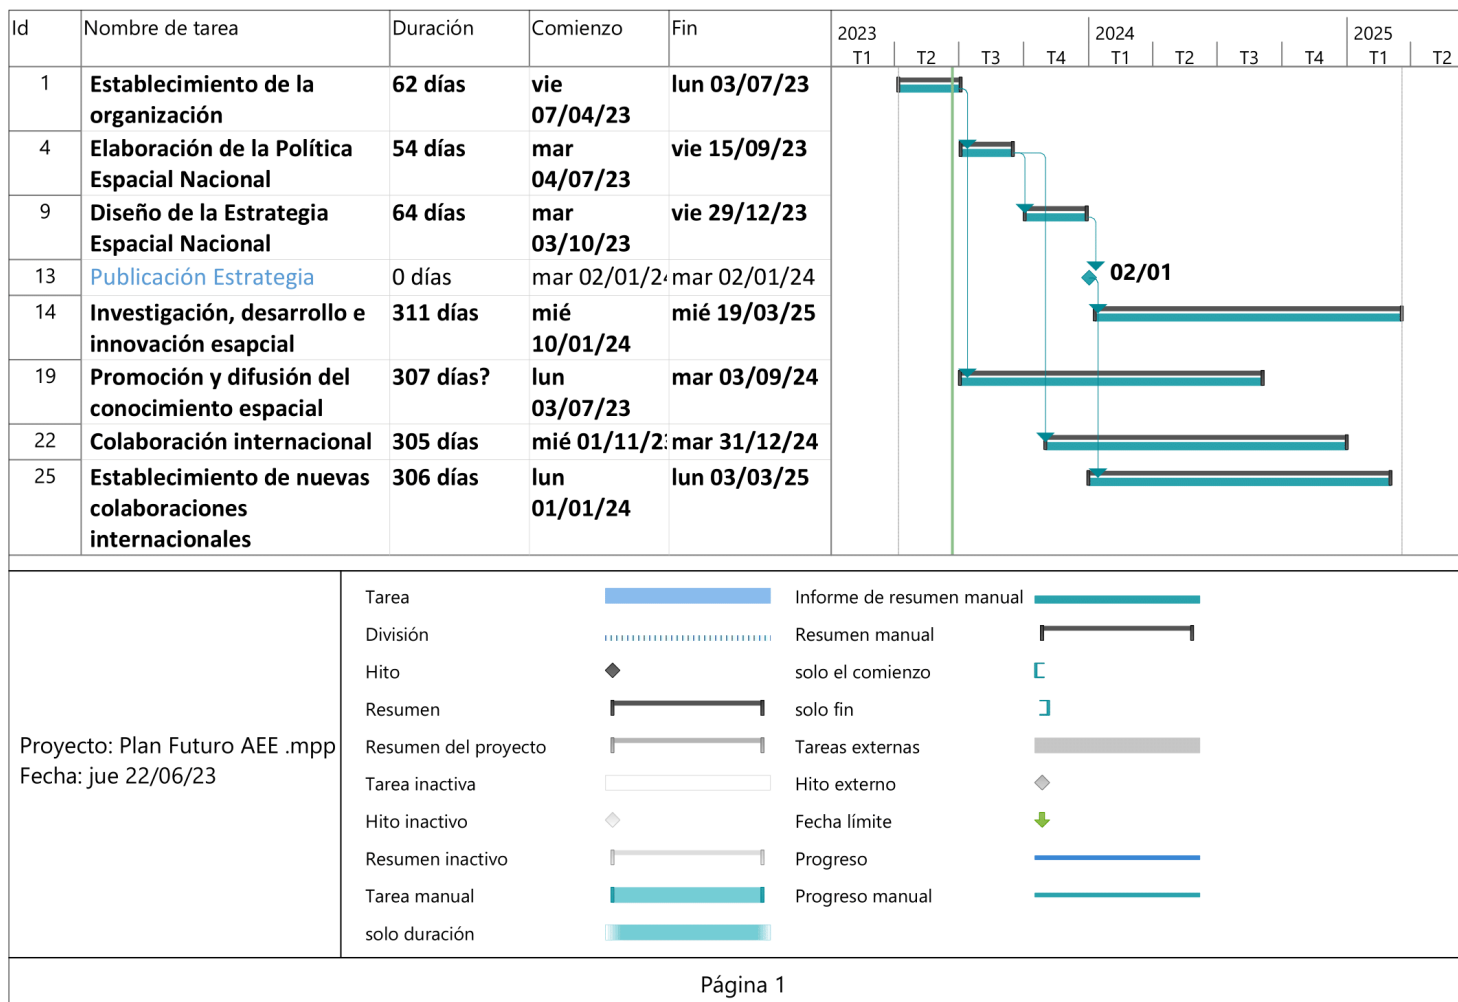 Id Nombre de tarea Duración Comienzo Fin
2023 2024 2025
T1 T2 T3 T4 T1 T2 T3 T4 T1 T2
1 Establecimiento de la 62 días vie lun 03/07/23
organización 07/04/23
4 Elaboración de la Política 54 días mar vie 15/09/23
Espacial Nacional 04/07/23
9 Diseño de la Estrategia 64 días mar vie 29/12/23
Espacial Nacional 03/10/23
13 Publicación Estrategia 0 días mar 02/01/24 mar 02/01/24 02/01
14 Investigación, desarrollo e 311 días mié mié 19/03/25
innovación esapcial 10/01/24
19 Promoción y difusión del 307 días? lun mar 03/09/24
conocimiento espacial 03/07/23
22 Colaboración internacional 305 días mié 01/11/23 mar 31/12/24
25 Establecimiento de nuevas 306 días lun lun 03/03/25
colaboraciones 01/01/24
internacionales
Proyecto: Plan Futuro AEE .mpp
Fecha: jue 22/06/23
Tarea
División
Hito
Resumen
Resumen del proyecto
Tarea inactiva
Hito inactivo
Resumen inactivo
Tarea manual
solo duración
Informe de resumen manual
Resumen manual
solo el comienzo
solo fin
Tareas externas
Hito externo
Fecha límite
Progreso
Progreso manual
Página 1